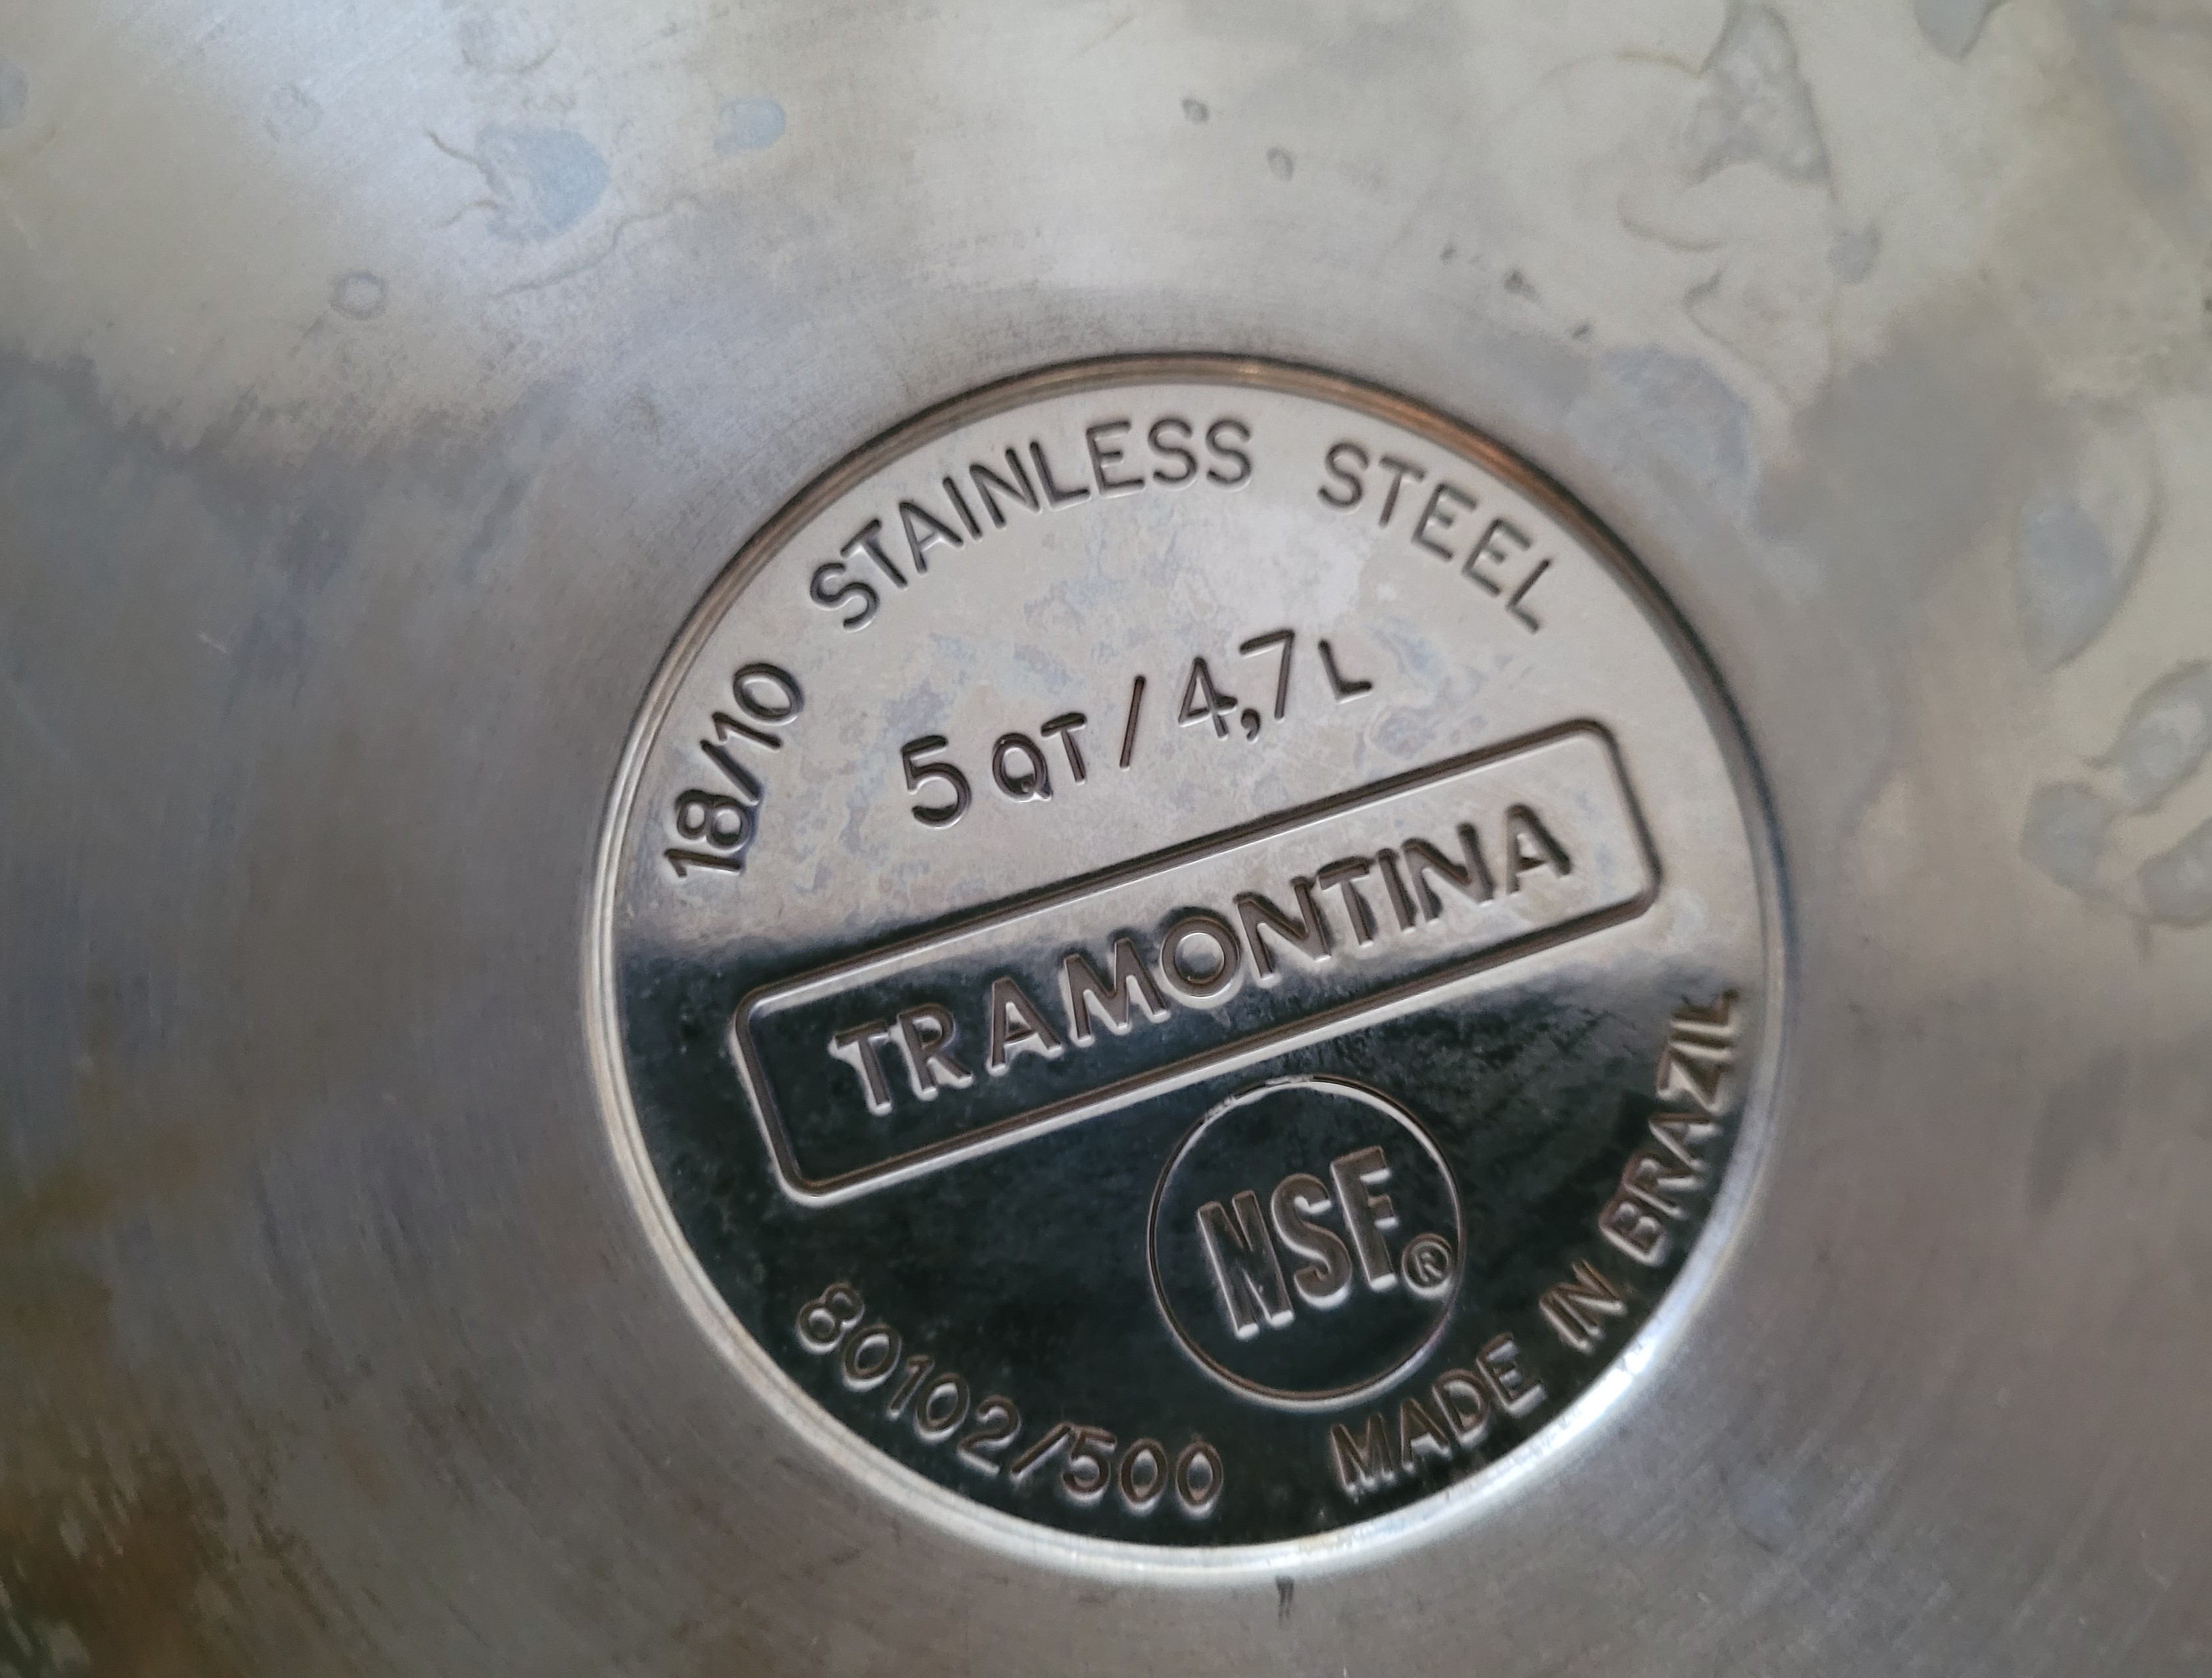 18/10 STAINLESS STEEL
5 QT / 4,7 L
TRAMONTINA
NSF®
80102/500
MADE IN BRAZIL